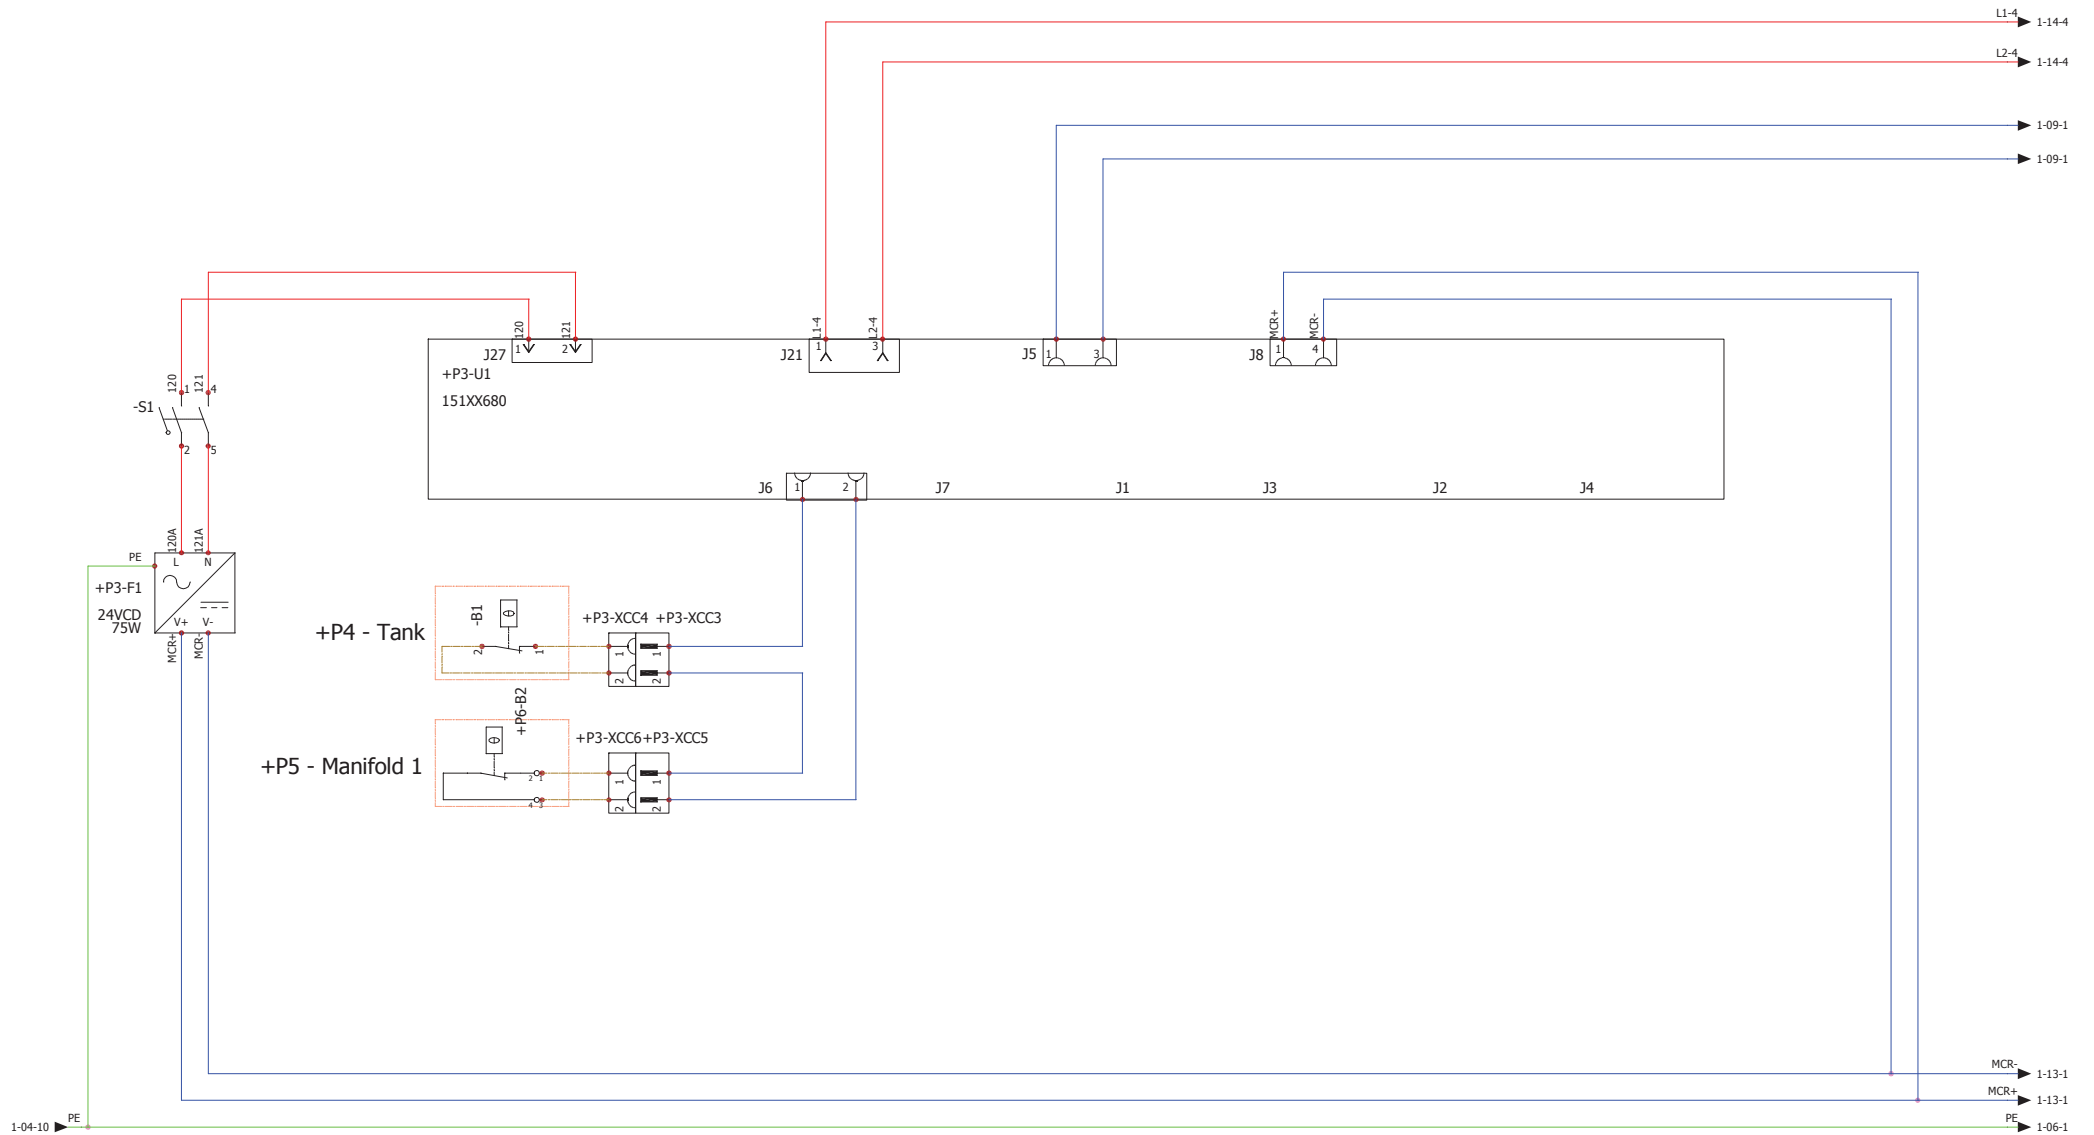 L1-4
1-14-4
L2-4
1-14-4
1-09-1
1-09-1
120
121
L1-4
L2-4
MCR+
MCR-
J27
1
2
J21
1
3
J5
1
3
J8
1
4
+P3-U1
151XX680
120
1
121
4
-S1
2
5
J6
1
2
J7
J1
J3
J2
J4
120A
121A
PE
L
N
+P3-F1
24VCD
75W
V+
V-
MCR+
MCR-
+P4 - Tank
-B1
θ
2
1
+P3-XCC4
+P3-XCC3
1
1
2
2
+P6-B2
+P5 - Manifold 1
θ
2
1
4
3
+P3-XCC6
+P3-XCC5
1
1
2
2
MCR-
1-13-1
MCR+
1-13-1
1-04-10
PE
PE
1-06-1